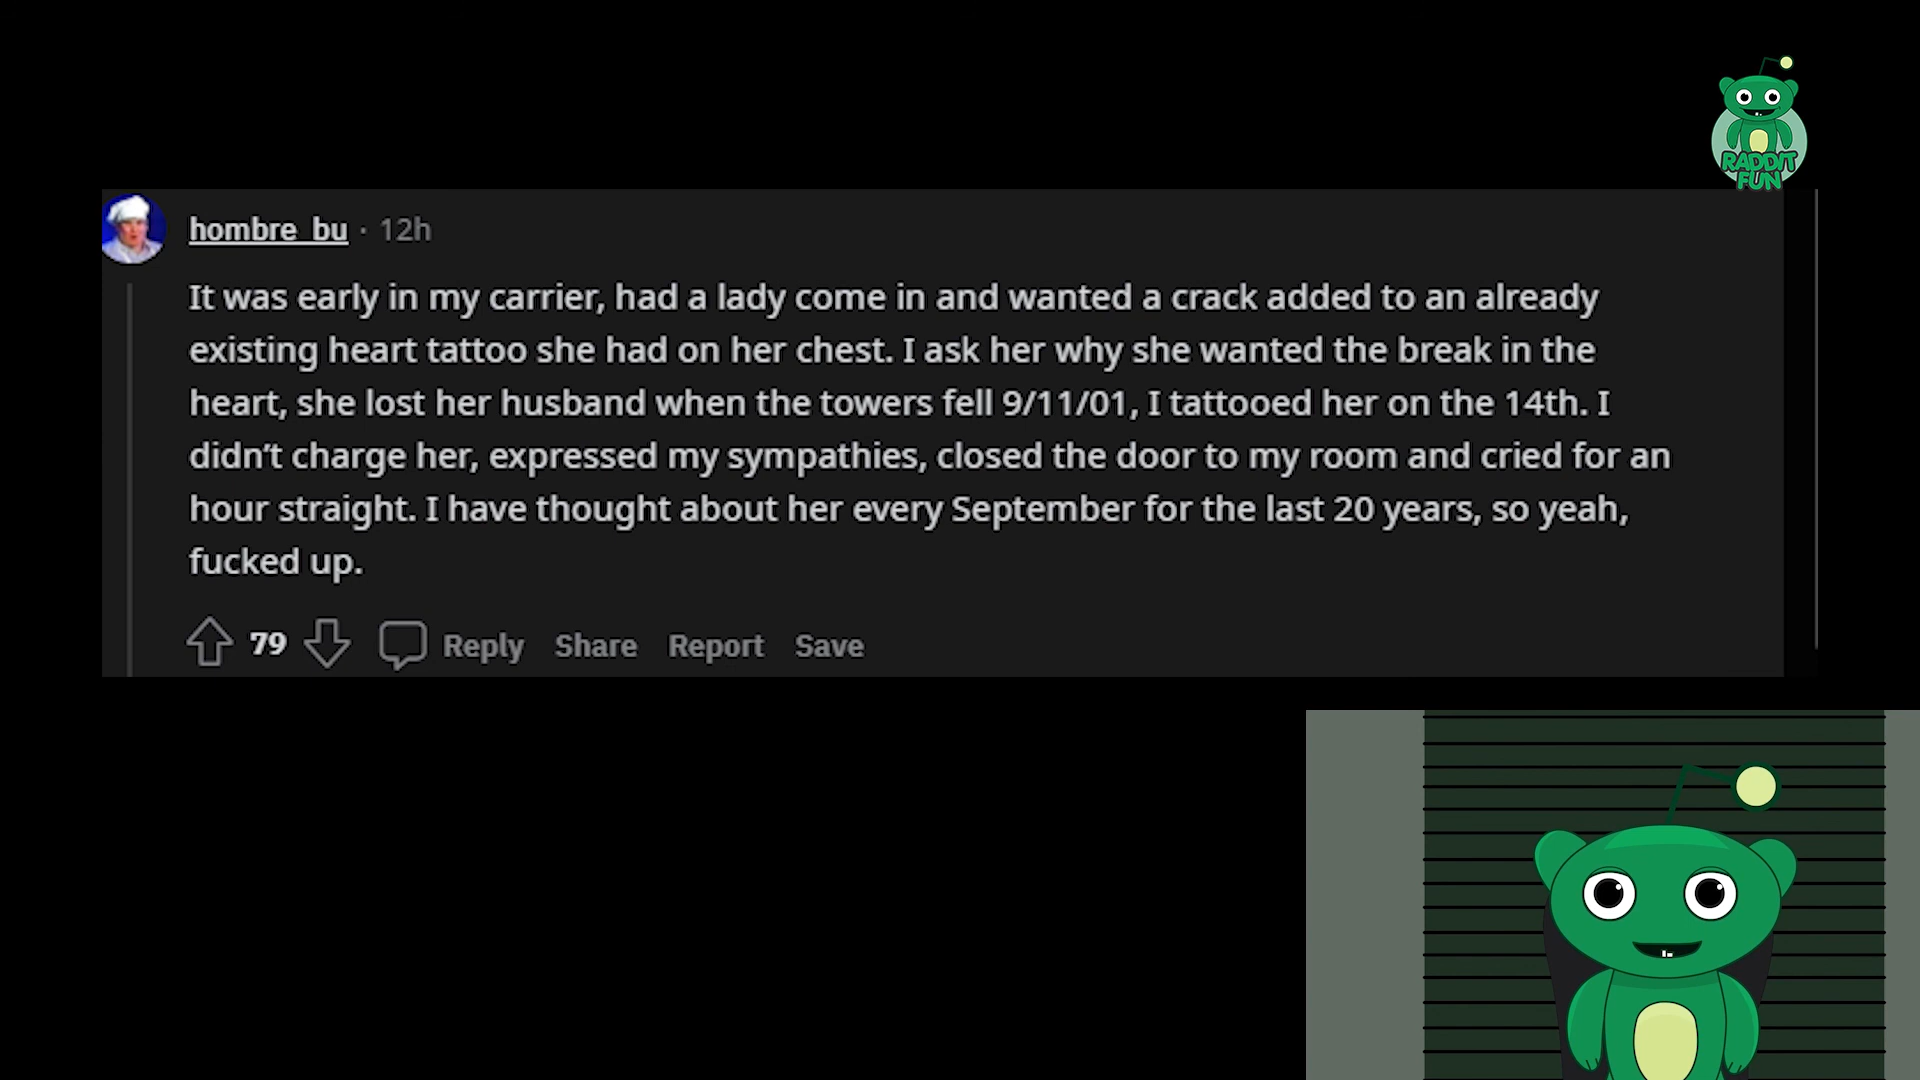 RADDIT
FUN
hombre_bu · 12h
It was early in my carrier, had a lady come in and wanted a crack added to an already
existing heart tattoo she had on her chest. I ask her why she wanted the break in the
heart, she lost her husband when the towers fell 9/11/01, I tattooed her on the 14th. I
didn’t charge her, expressed my sympathies, closed the door to my room and cried for an
hour straight. I have thought about her every September for the last 20 years, so yeah,
fucked up.
79 Reply Share Report Save